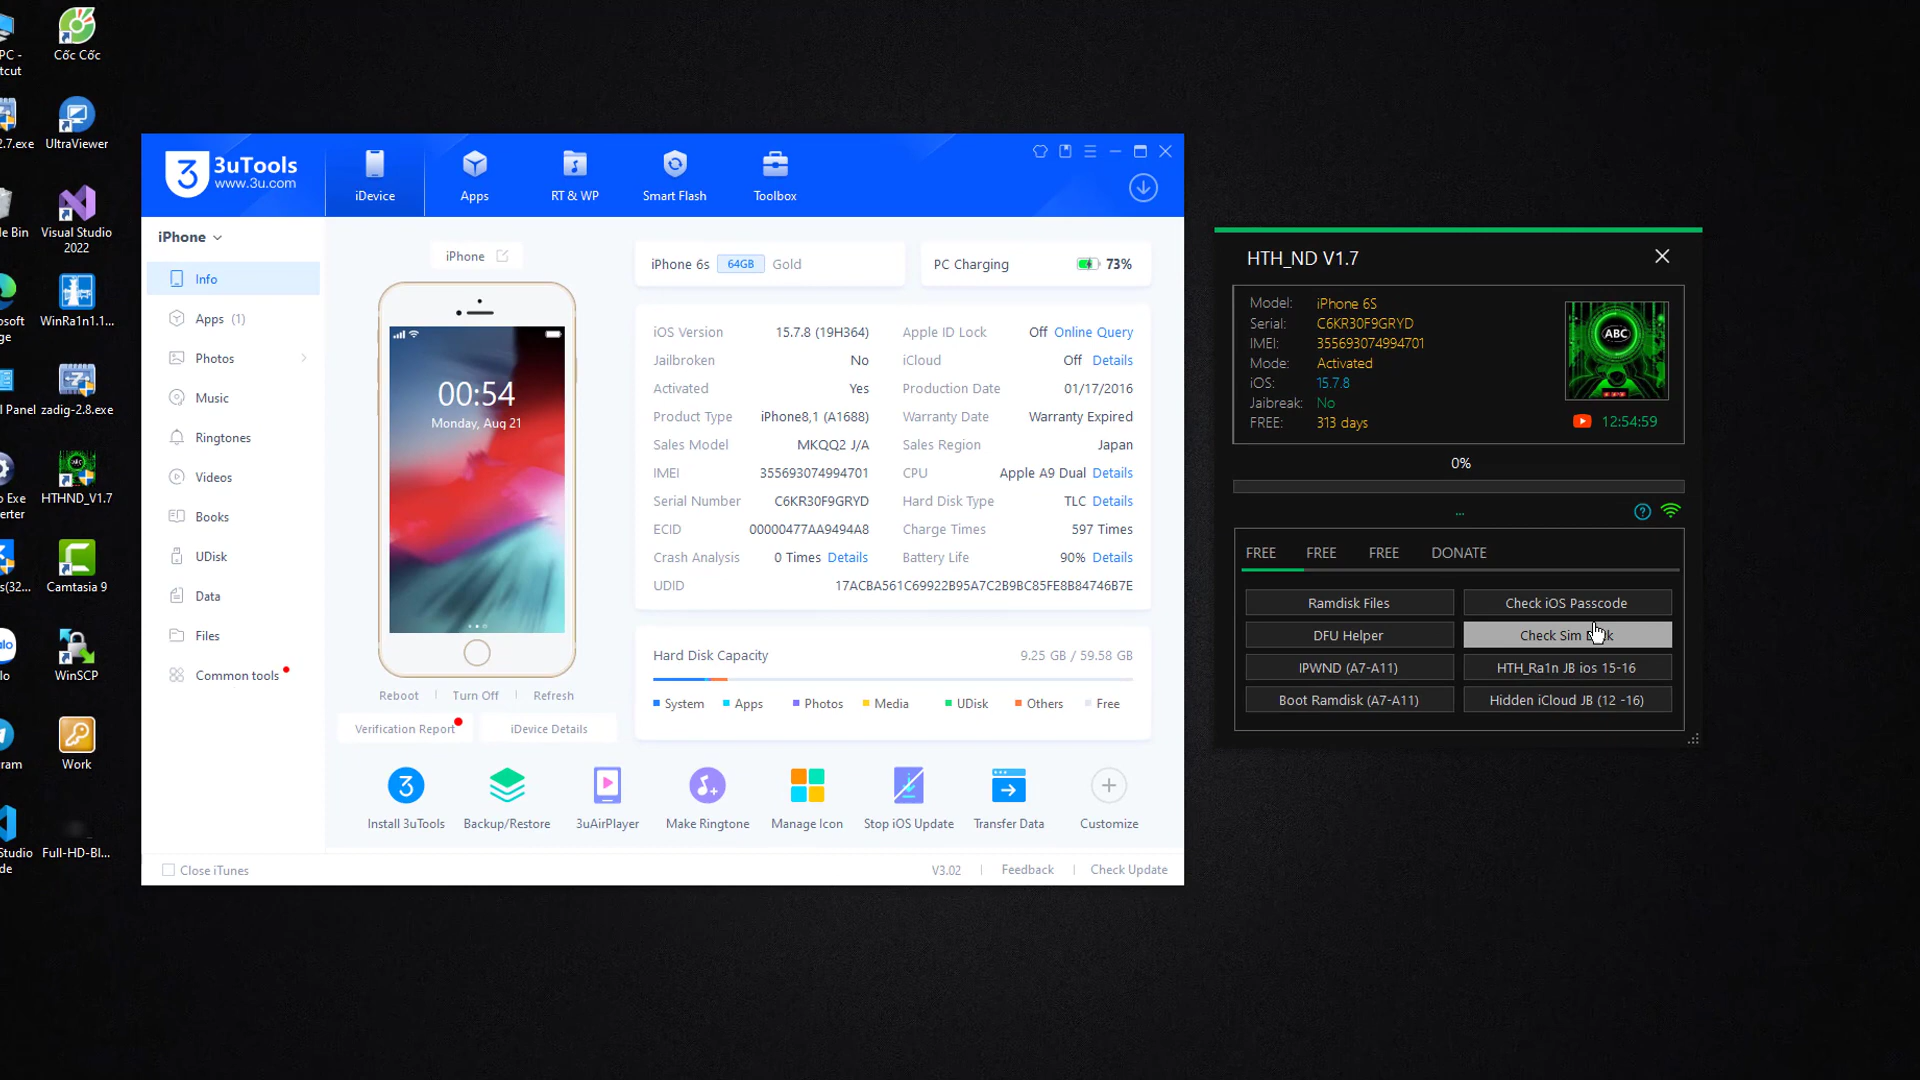 Cốc Cốc
PC -
tcut
2.7.exe
UltraViewer
le Bin
Visual Studio
2022
osoft
ge
WinRa1n1.1...
Panel
zadig-2.8.exe
o Exe
erter
HTHND_V1.7
s(32...
Camtasia 9
alo
lo
WinSCP
ram
Work
Studio
de
Full-HD-Bl...
3
3uTools
www.3u.com
iDevice
Apps
RT & WP
Smart Flash
Toolbox
iPhone
Info
Apps (1)
Photos
Music
Ringtones
Videos
Books
UDisk
Data
Files
Common tools
iPhone
00:54
Monday, Aug 21
Reboot
Turn Off
Refresh
Verification Report
iDevice Details
iPhone 6s 64GB Gold
PC Charging 73%
iOS Version 15.7.8 (19H364) Apple ID Lock Off Online Query
Jailbroken No iCloud Off Details
Activated Yes Production Date 01/17/2016
Product Type iPhone8,1 (A1688) Warranty Date Warranty Expired
Sales Model MKQQ2 J/A Sales Region Japan
IMEI 355693074994701 CPU Apple A9 Dual Details
Serial Number C6KR30F9GRYD Hard Disk Type TLC Details
ECID 00000477AA9494A8 Charge Times 597 Times
Crash Analysis 0 Times Details Battery Life 90% Details
UDID 17ACBA561C69922B95A7C2B9BC85FE8B84746B7E
Hard Disk Capacity 9.25 GB / 59.58 GB
System Apps Photos Media UDisk Others Free
3
Install 3uTools
Backup/Restore
3uAirPlayer
Make Ringtone
Manage Icon
Stop iOS Update
Transfer Data
Customize
Close iTunes
V3.02
Feedback
Check Update
HTH_ND V1.7
Model: iPhone 6S
Serial: C6KR30F9GRYD
IMEI: 355693074994701
Mode: Activated
iOS: 15.7.8
Jailbreak: No
FREE: 313 days
ABC
12:54:59
0%
...
?
FREE FREE FREE DONATE
Ramdisk Files
Check iOS Passcode
DFU Helper
Check Sim
IPWND (A7-A11)
HTH_Ra1n JB ios 15-16
Boot Ramdisk (A7-A11)
Hidden iCloud JB (12 -16)